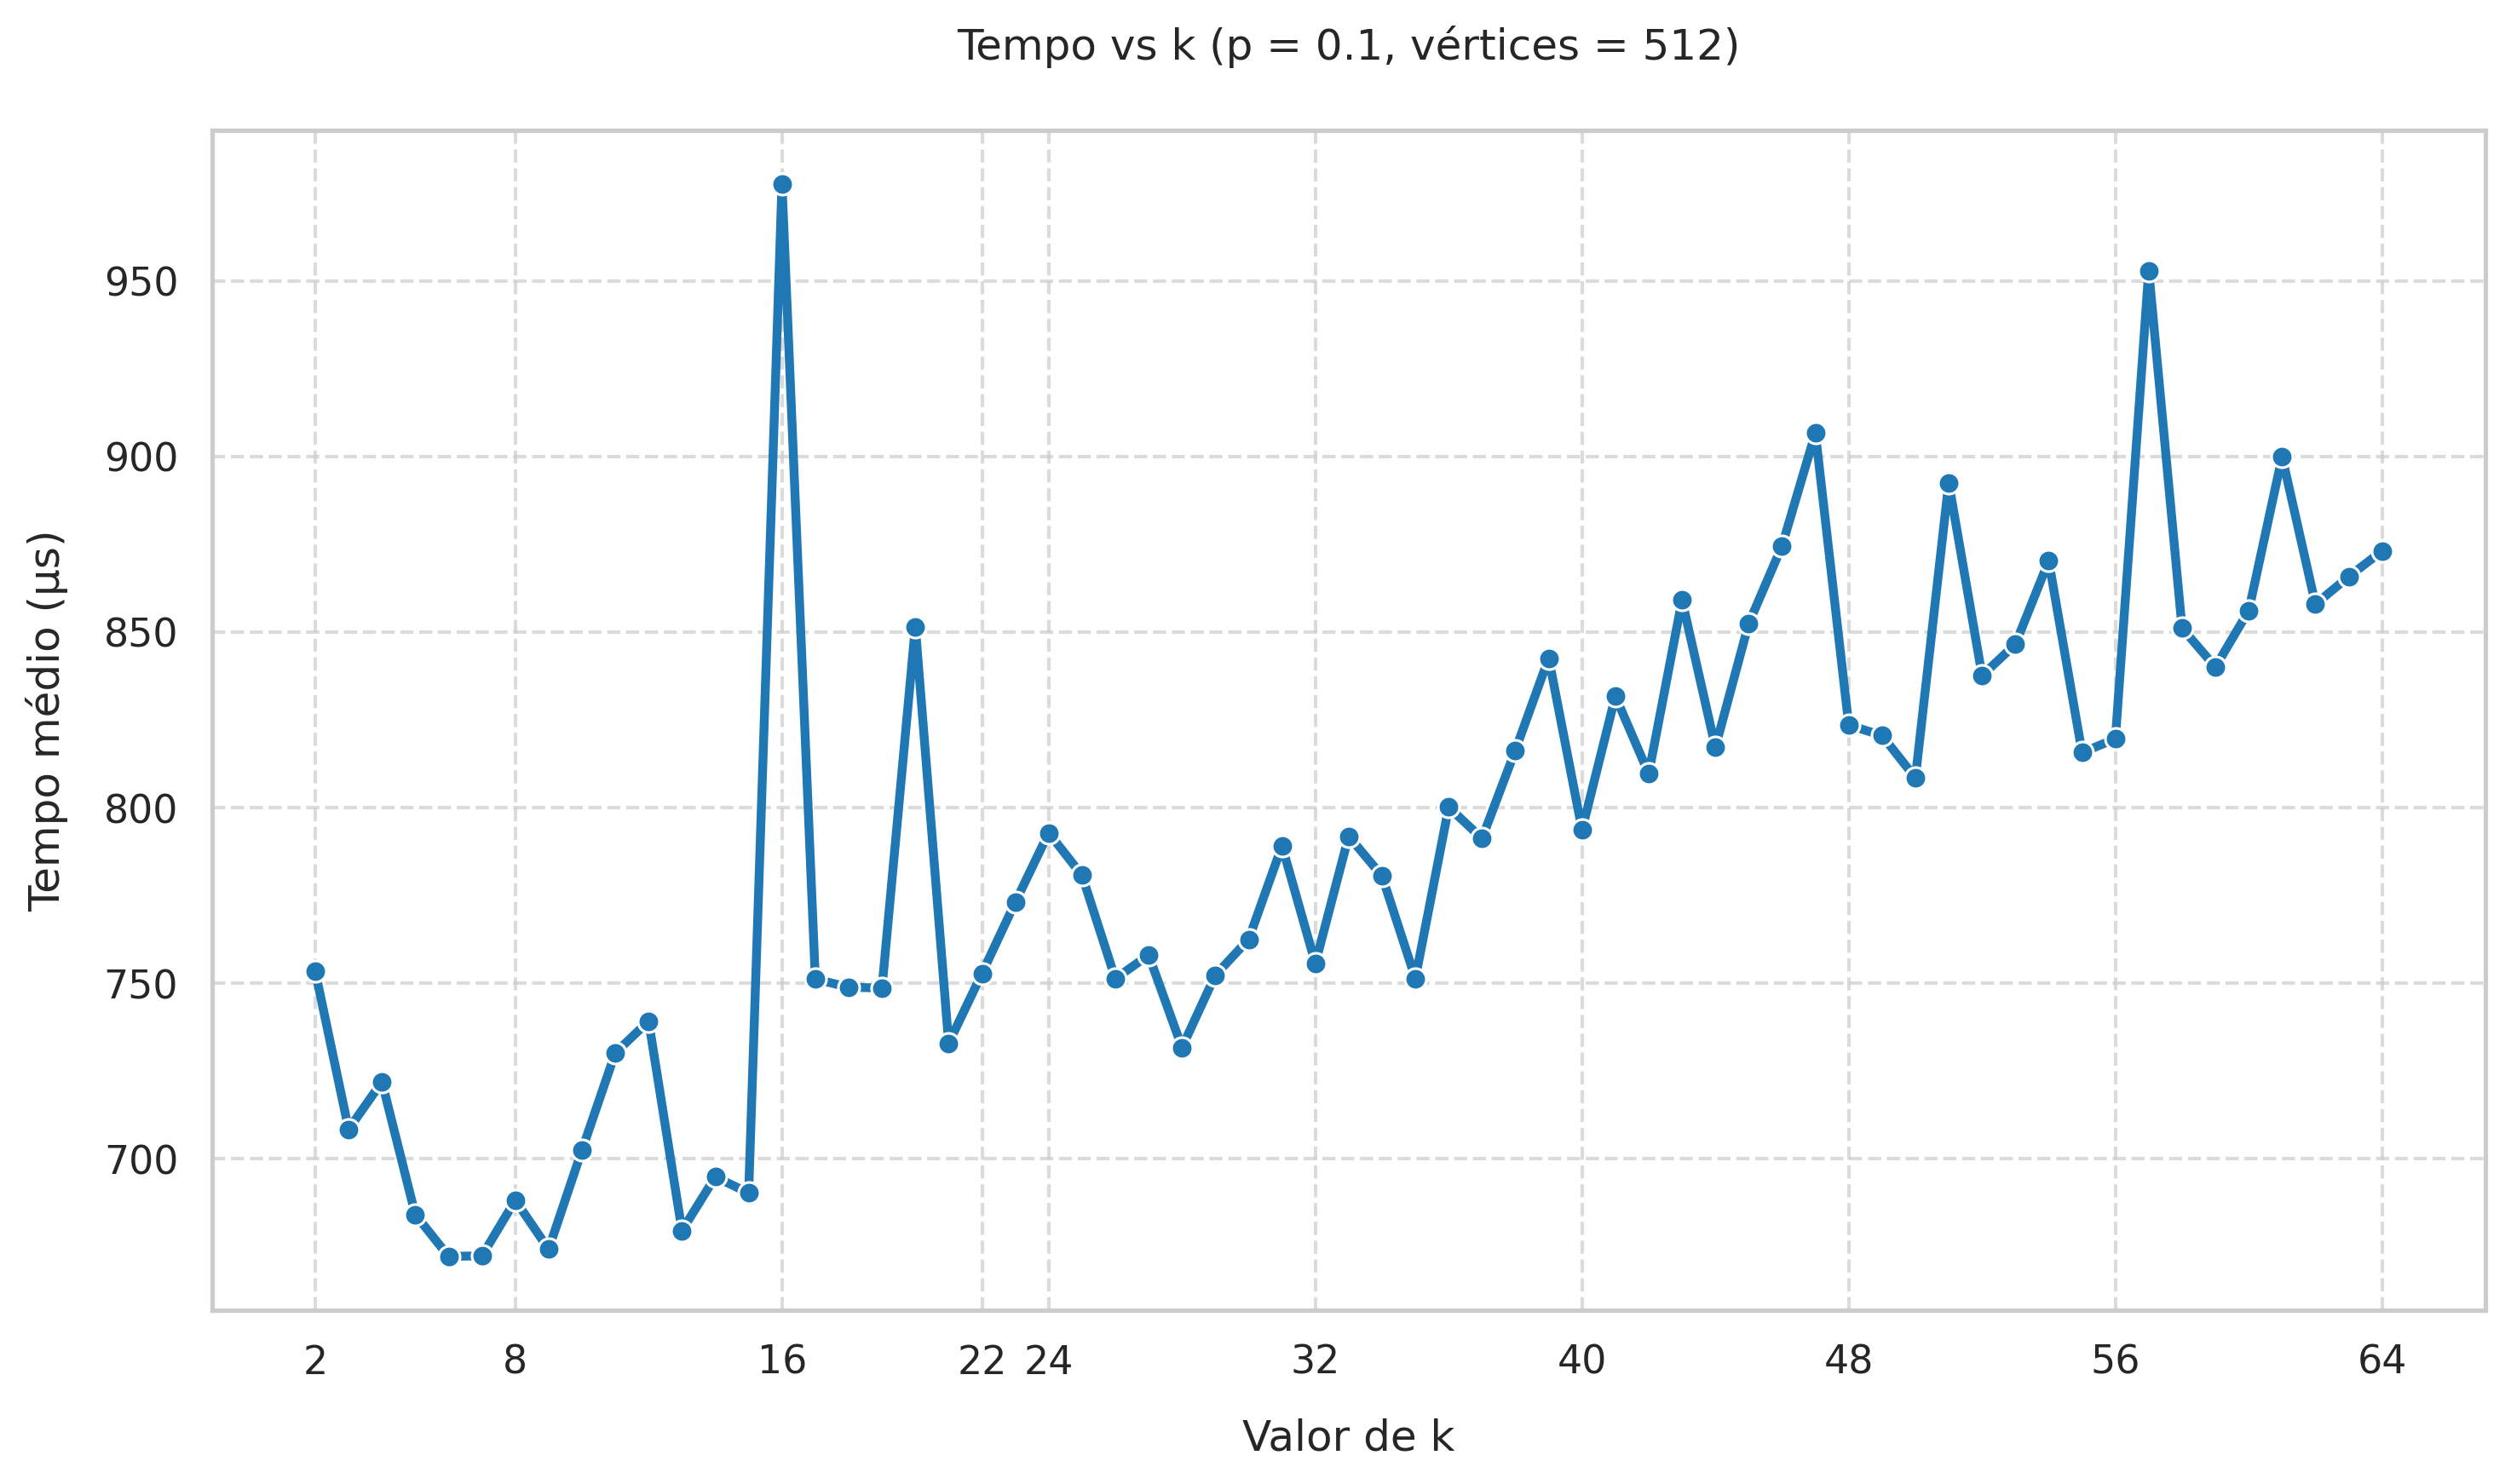 Tempo vs k (p = 0.1, vértices = 512)
Tempo médio (µs)
950
900
850
800
750
700
2 8 16 22 24 32 40 48 56 64
Valor de k